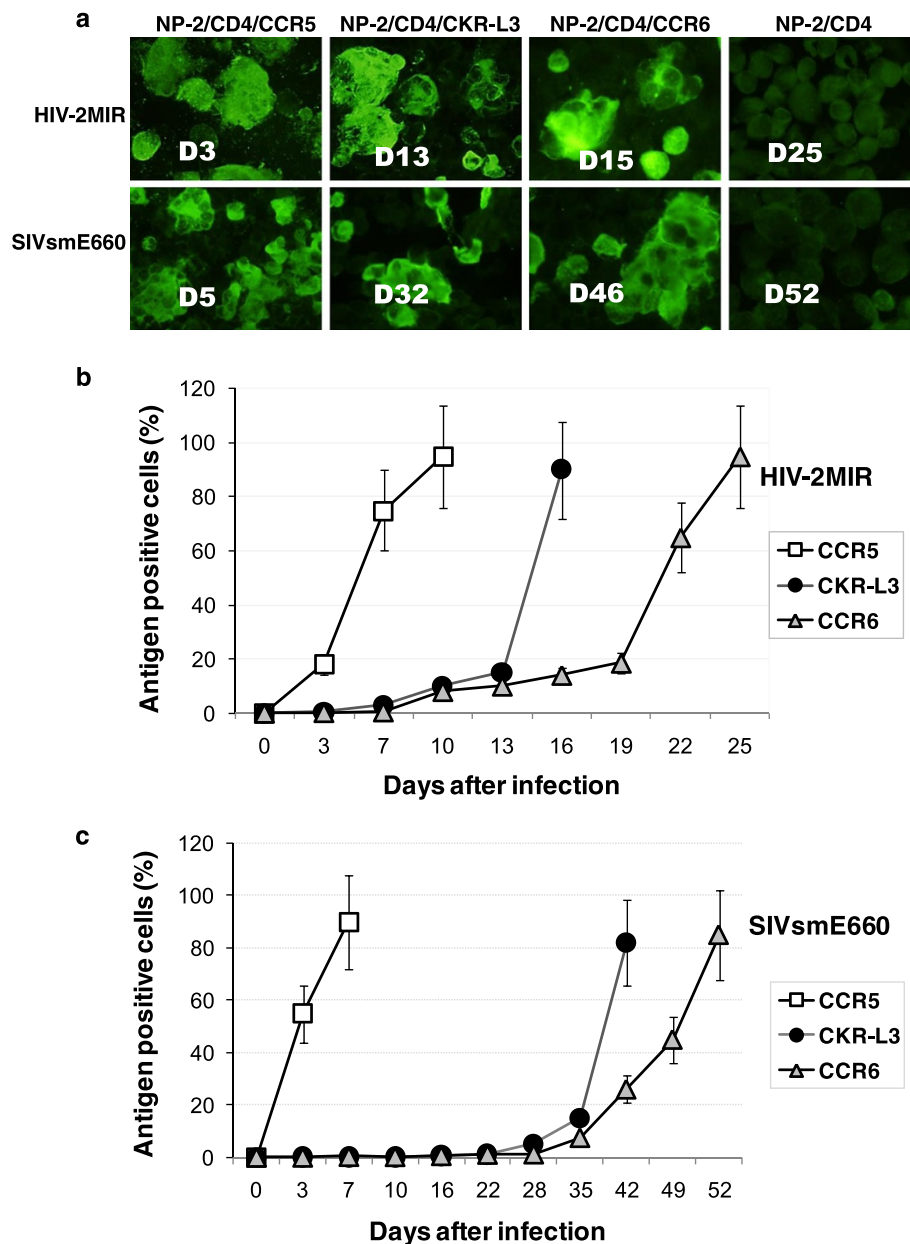 a
NP-2/CD4/CCR5 NP-2/CD4/CKR-L3 NP-2/CD4/CCR6 NP-2/CD4
HIV-2MIR
D3 D13 D15 D25
SIVsmE660
D5 D32 D46 D52
b
Antigen positive cells (%)
120
100
80
60
40
20
0
0 3 7 10 13 16 19 22 25
Days after infection
HIV-2MIR
CCR5
CKR-L3
CCR6
c
Antigen positive cells (%)
120
100
80
60
40
20
0
0 3 7 10 16 22 28 35 42 49 52
Days after infection
SIVsmE660
CCR5
CKR-L3
CCR6